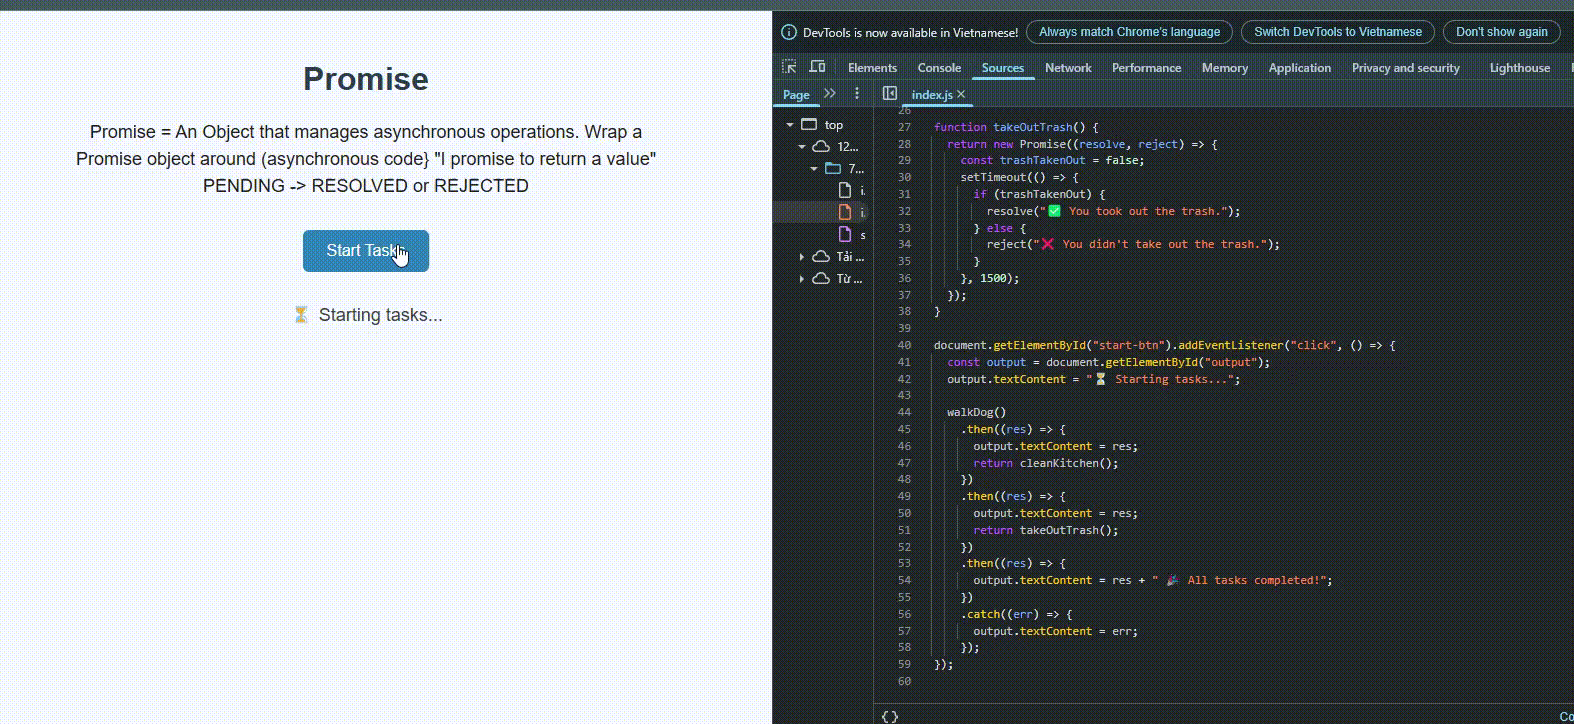 Promise
Promise = An Object that manages asynchronous operations. Wrap a
Promise object around (asynchronous code} "I promise to return a value"
PENDING -> RESOLVED or REJECTED
Start Tasks
⏳ Starting tasks...
DevTools is now available in Vietnamese!
Always match Chrome's language
Switch DevTools to Vietnamese
Don't show again
Elements
Console
Sources
Network
Performance
Memory
Application
Privacy and security
Lighthouse
Page
index.js
top
12...
7...
i.
i.
s
Tải ...
Từ ...
26
27 function takeOutTrash() {
28 return new Promise((resolve, reject) => {
29 const trashTakenOut = false;
30 setTimeout(() => {
31 if (trashTakenOut) {
32 resolve("✅ You took out the trash.");
33 } else {
34 reject("❌ You didn't take out the trash.");
35 }
36 }, 1500);
37 });
38 }
39
40 document.getElementById("start-btn").addEventListener("click", () => {
41 const output = document.getElementById("output");
42 output.textContent = "⏳ Starting tasks...";
43
44 walkDog()
45 .then((res) => {
46 output.textContent = res;
47 return cleanKitchen();
48 })
49 .then((res) => {
50 output.textContent = res;
51 return takeOutTrash();
52 })
53 .then((res) => {
54 output.textContent = res + " 🎉 All tasks completed!";
55 })
56 .catch((err) => {
57 output.textContent = err;
58 });
59 });
60
{}
Co